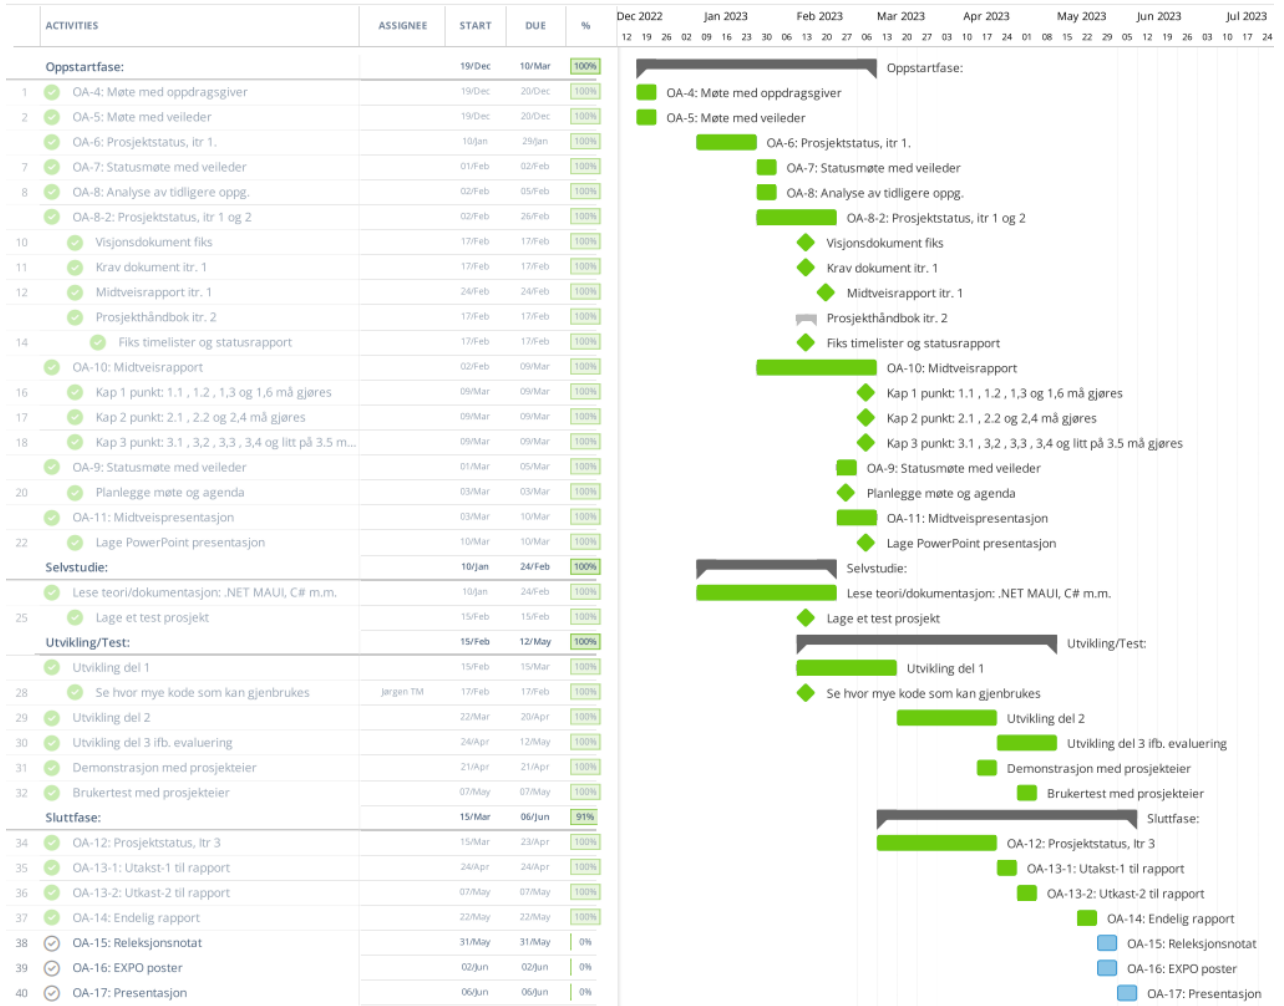 ACTIVITIES ASSIGNEE START DUE % Dec 2022 Jan 2023 Feb 2023 Mar 2023 Apr 2023 May 2023 Jun 2023 Jul 2023
12 19 26 02 09 16 23 30 06 13 20 27 06 13 20 27 03 10 17 24 01 08 15 22 29 05 12 19 26 03 10 17 24
Oppstartfase: 19/Dec 10/Mar 100% Oppstartfase:
1 OA-4: Møte med oppdragsgiver 19/Dec 20/Dec 100% OA-4: Møte med oppdragsgiver
2 OA-5: Møte med veileder 19/Dec 20/Dec 100% OA-5: Møte med veileder
OA-6: Prosjektstatus, itr 1. 10/Jan 29/Jan 100% OA-6: Prosjektstatus, itr 1.
7 OA-7: Statusmøte med veileder 01/Feb 02/Feb 100% OA-7: Statusmøte med veileder
8 OA-8: Analyse av tidligere oppg. 02/Feb 05/Feb 100% OA-8: Analyse av tidligere oppg.
OA-8-2: Prosjektstatus, itr 1 og 2 02/Feb 26/Feb 100% OA-8-2: Prosjektstatus, itr 1 og 2
10 Visjonsdokument fiks 17/Feb 17/Feb 100% Visjonsdokument fiks
11 Krav dokument itr. 1 17/Feb 17/Feb 100% Krav dokument itr. 1
12 Midtveisrapport itr. 1 24/Feb 24/Feb 100% Midtveisrapport itr. 1
Prosjekthåndbok itr. 2 17/Feb 17/Feb 100% Prosjekthåndbok itr. 2
14 Fiks timelister og statusrapport 17/Feb 17/Feb 100% Fiks timelister og statusrapport
OA-10: Midtveisrapport 02/Feb 09/Mar 100% OA-10: Midtveisrapport
16 Kap 1 punkt: 1.1 , 1.2 , 1,3 og 1,6 må gjøres 09/Mar 09/Mar 100% Kap 1 punkt: 1.1 , 1.2 , 1,3 og 1,6 må gjøres
17 Kap 2 punkt: 2.1 , 2.2 og 2,4 må gjøres 09/Mar 09/Mar 100% Kap 2 punkt: 2.1 , 2.2 og 2,4 må gjøres
18 Kap 3 punkt: 3.1 , 3,2 , 3,3 , 3,4 og litt på 3.5 m... 09/Mar 09/Mar 100% Kap 3 punkt: 3.1 , 3,2 , 3,3 , 3,4 og litt på 3.5 må gjøres
OA-9: Statusmøte med veileder 01/Mar 05/Mar 100% OA-9: Statusmøte med veileder
20 Planlegge møte og agenda 03/Mar 03/Mar 100% Planlegge møte og agenda
OA-11: Midtveispresentasjon 03/Mar 10/Mar 100% OA-11: Midtveispresentasjon
22 Lage PowerPoint presentasjon 10/Mar 10/Mar 100% Lage PowerPoint presentasjon
Selvstudie: 10/Jan 24/Feb 100% Selvstudie:
Lese teori/dokumentasjon: .NET MAUI, C# m.m. 10/Jan 24/Feb 100% Lese teori/dokumentasjon: .NET MAUI, C# m.m.
25 Lage et test prosjekt 15/Feb 15/Feb 100% Lage et test prosjekt
Utvikling/Test: 15/Feb 12/May 100% Utvikling/Test:
Utvikling del 1 15/Feb 15/Mar 100% Utvikling del 1
28 Se hvor mye kode som kan gjenbrukes Jørgen TM 17/Feb 17/Feb 100% Se hvor mye kode som kan gjenbrukes
29 Utvikling del 2 22/Mar 20/Apr 100% Utvikling del 2
30 Utvikling del 3 ifb. evaluering 24/Apr 12/May 100% Utvikling del 3 ifb. evaluering
31 Demonstrasjon med prosjekteier 21/Apr 21/Apr 100% Demonstrasjon med prosjekteier
32 Brukertest med prosjekteier 07/May 07/May 100% Brukertest med prosjekteier
Sluttfase: 15/Mar 06/Jun 91% Sluttfase:
34 OA-12: Prosjektstatus, Itr 3 15/Mar 23/Apr 100% OA-12: Prosjektstatus, Itr 3
35 OA-13-1: Utakst-1 til rapport 24/Apr 24/Apr 100% OA-13-1: Utakst-1 til rapport
36 OA-13-2: Utkast-2 til rapport 07/May 07/May 100% OA-13-2: Utkast-2 til rapport
37 OA-14: Endelig rapport 22/May 22/May 100% OA-14: Endelig rapport
38 OA-15: Releksjonsnotat 31/May 31/May 0% OA-15: Releksjonsnotat
39 OA-16: EXPO poster 02/Jun 02/Jun 0% OA-16: EXPO poster
40 OA-17: Presentasjon 06/Jun 06/Jun 0% OA-17: Presentasjon